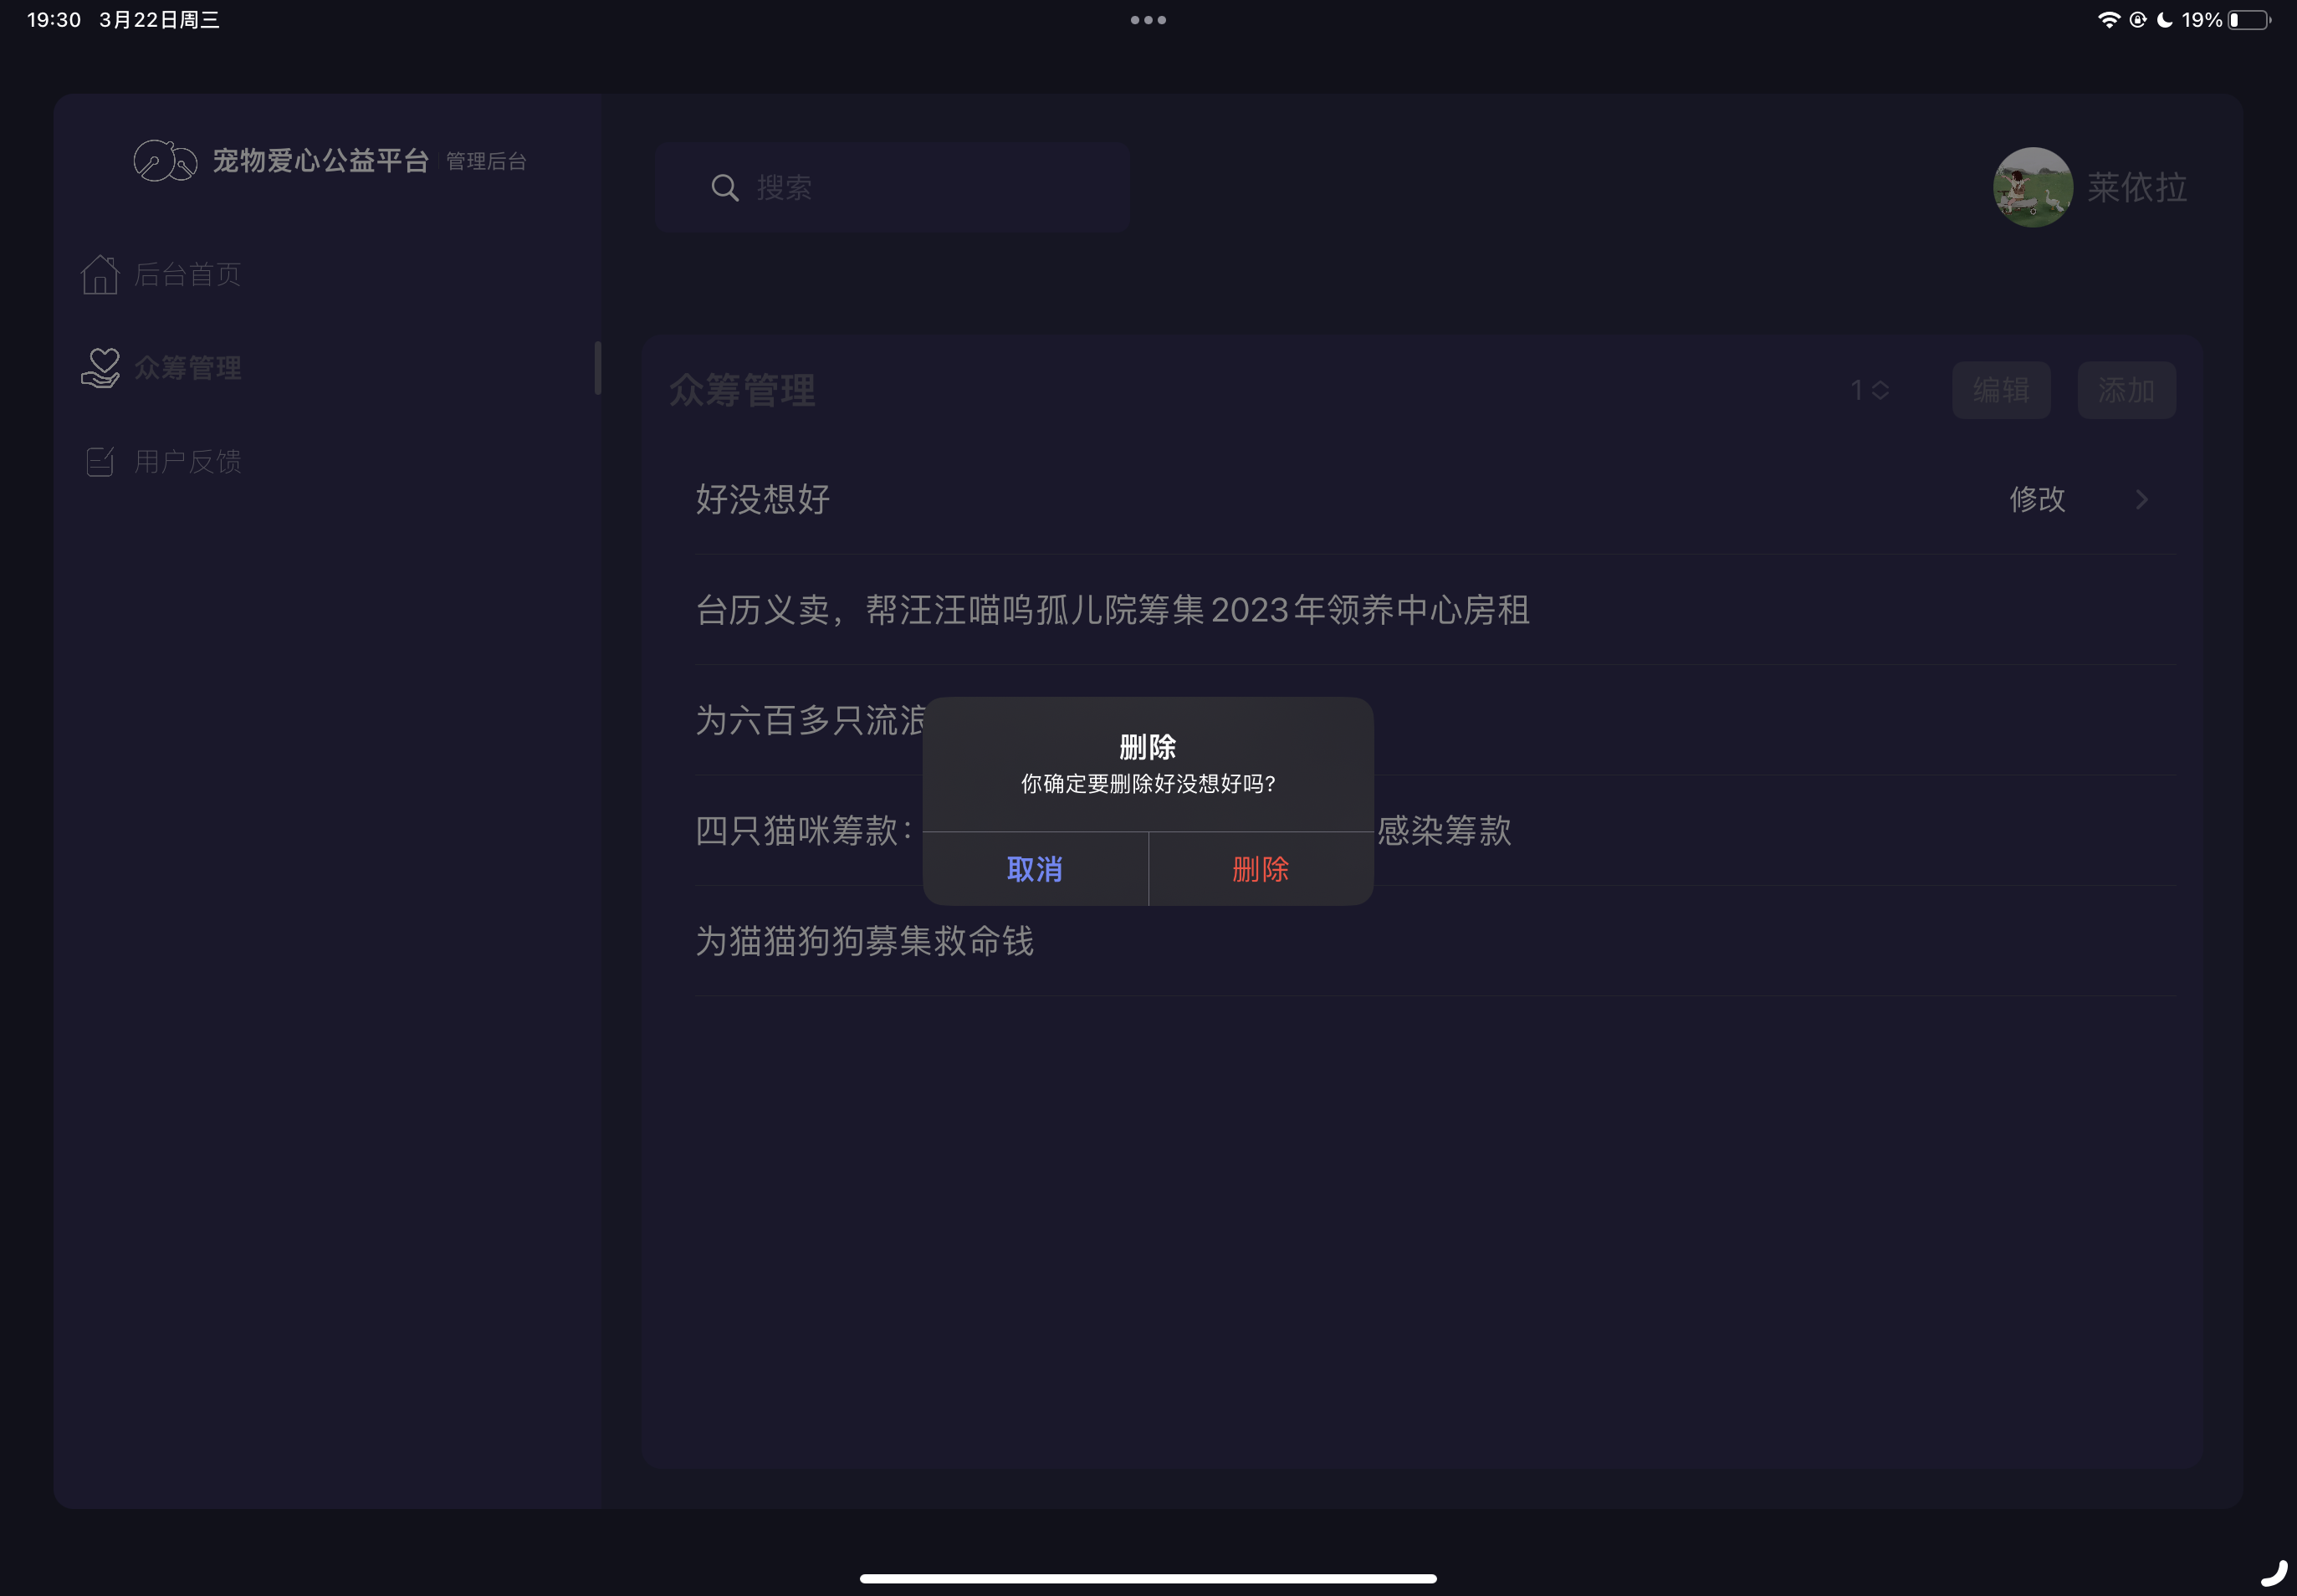 19:30 3月22日周三
19%
宠物爱心公益平台 管理后台
搜索
莱依拉
后台首页
众筹管理
用户反馈
众筹管理
1
编辑
添加
好没想好
修改
台历义卖，帮汪汪喵呜孤儿院筹集2023年领养中心房租
为六百多只流浪
四只猫咪筹款：
感染筹款
为猫猫狗狗募集救命钱
删除
你确定要删除好没想好吗?
取消
删除